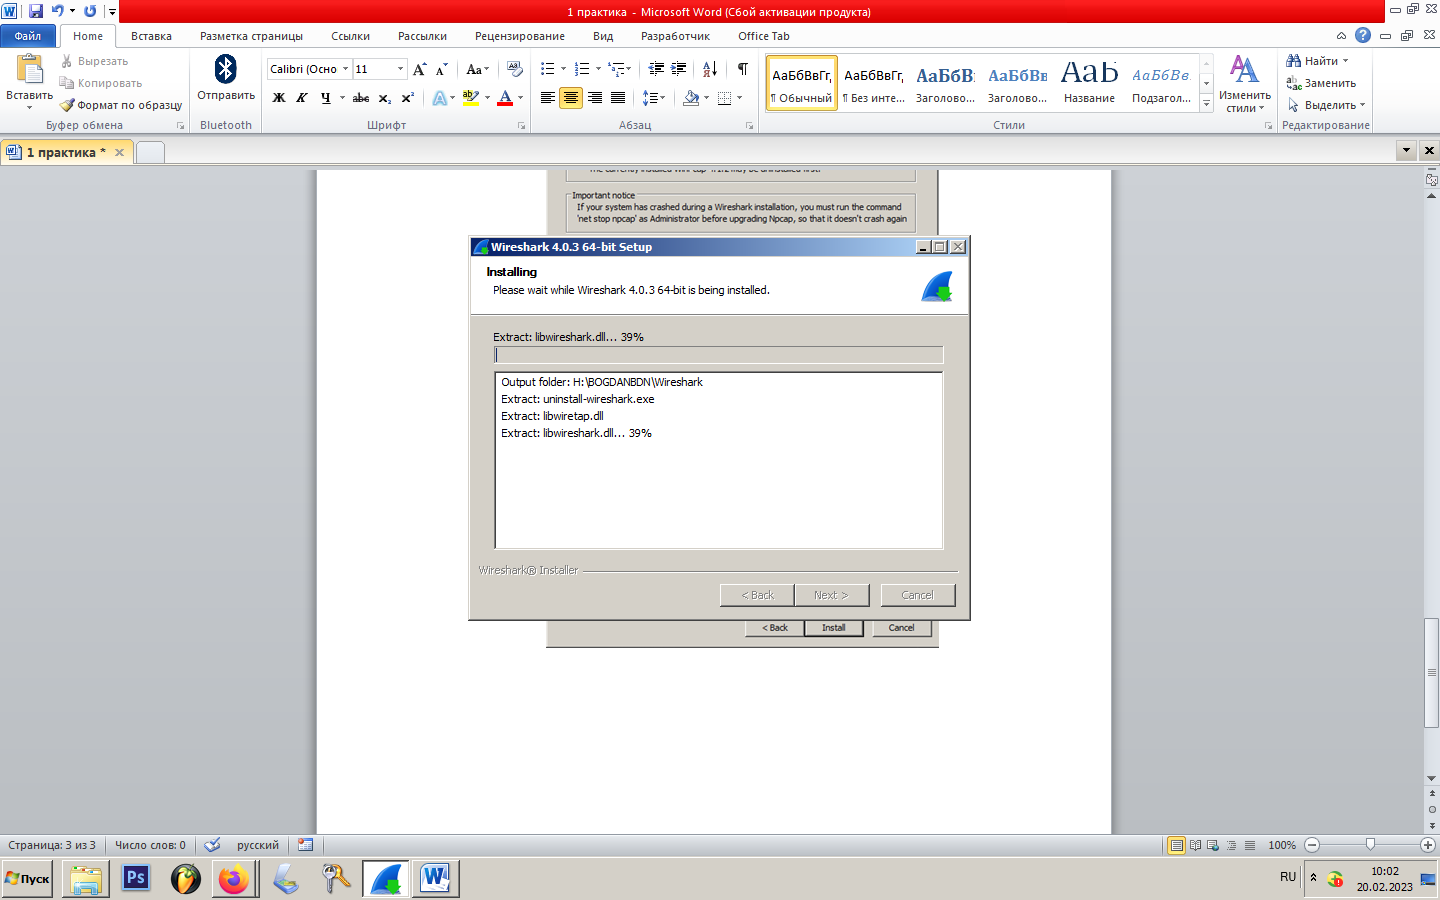 1 практика - Microsoft Word (Сбой активации продукта)
Файл Home Вставка Разметка страницы Ссылки Рассылки Рецензирование Вид Разработчик Office Tab
Вставить
Вырезать
Копировать
Формат по образцу
Буфер обмена
Отправить
Bluetooth
Calibri (Осно 11
Ж К Ч abc x₂ x²
Шрифт
Абзац
АаБбВвГг, АаБбВвГг, АаБбВ АаБбВв АаБ АаБбВв.
¶ Обычный ¶ Без инте... Заголово... Заголово... Название Подзагол...
Стили
Изменить
стили
Найти
Заменить
Выделить
Редактирование
1 практика *
Important notice
If your system has crashed during a Wireshark installation, you must run the command
'net stop npcap' as Administrator before upgrading Npcap, so that it doesn't crash again
Wireshark 4.0.3 64-bit Setup
Installing
Please wait while Wireshark 4.0.3 64-bit is being installed.
Extract: libwireshark.dll... 39%
Output folder: H:\BOGDANBDN\Wireshark
Extract: uninstall-wireshark.exe
Extract: libwiretap.dll
Extract: libwireshark.dll... 39%
Wireshark® Installer
< Back Next > Cancel
< Back Install Cancel
Страница: 3 из 3 Число слов: 0 русский 100%
Пуск
Ps
RU
10:02
20.02.2023